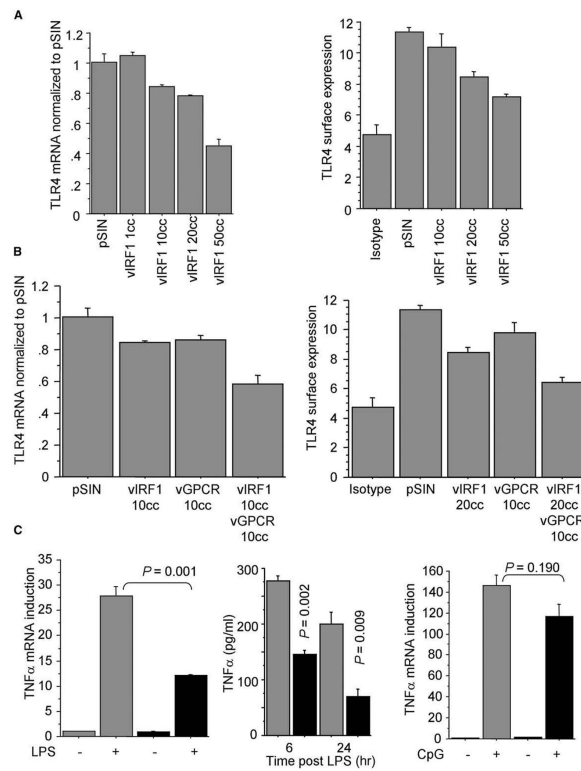 A
TLR4 mRNA normalized to pSIN
1.2
1
.8
.6
.4
.2
0
pSIN
vIRF1 1cc
vIRF1 10cc
vIRF1 20cc
vIRF1 50cc
TLR4 surface expression
12
10
8
6
4
2
0
Isotype
pSIN
vIRF1 10cc
vIRF1 20cc
vIRF1 50cc
B
TLR4 mRNA normalized to pSIN
1.2
1
.8
.6
.4
.2
0
pSIN
vIRF1
10cc
vGPCR
10cc
vIRF1
10cc
vGPCR
10cc
TLR4 surface expression
12
10
8
6
4
2
0
Isotype
pSIN
vIRF1
20cc
vGPCR
10cc
vIRF1
20cc
vGPCR
10cc
C
TNFα mRNA induction
35
30
25
20
15
10
5
0
P = 0.001
LPS - + - +
TNFα (pg/ml)
300
200
100
0
P = 0.002
P = 0.009
6 24
Time post LPS (hr)
TNFα mRNA induction
160
140
120
100
80
60
40
20
0
P = 0.190
CpG - + - +